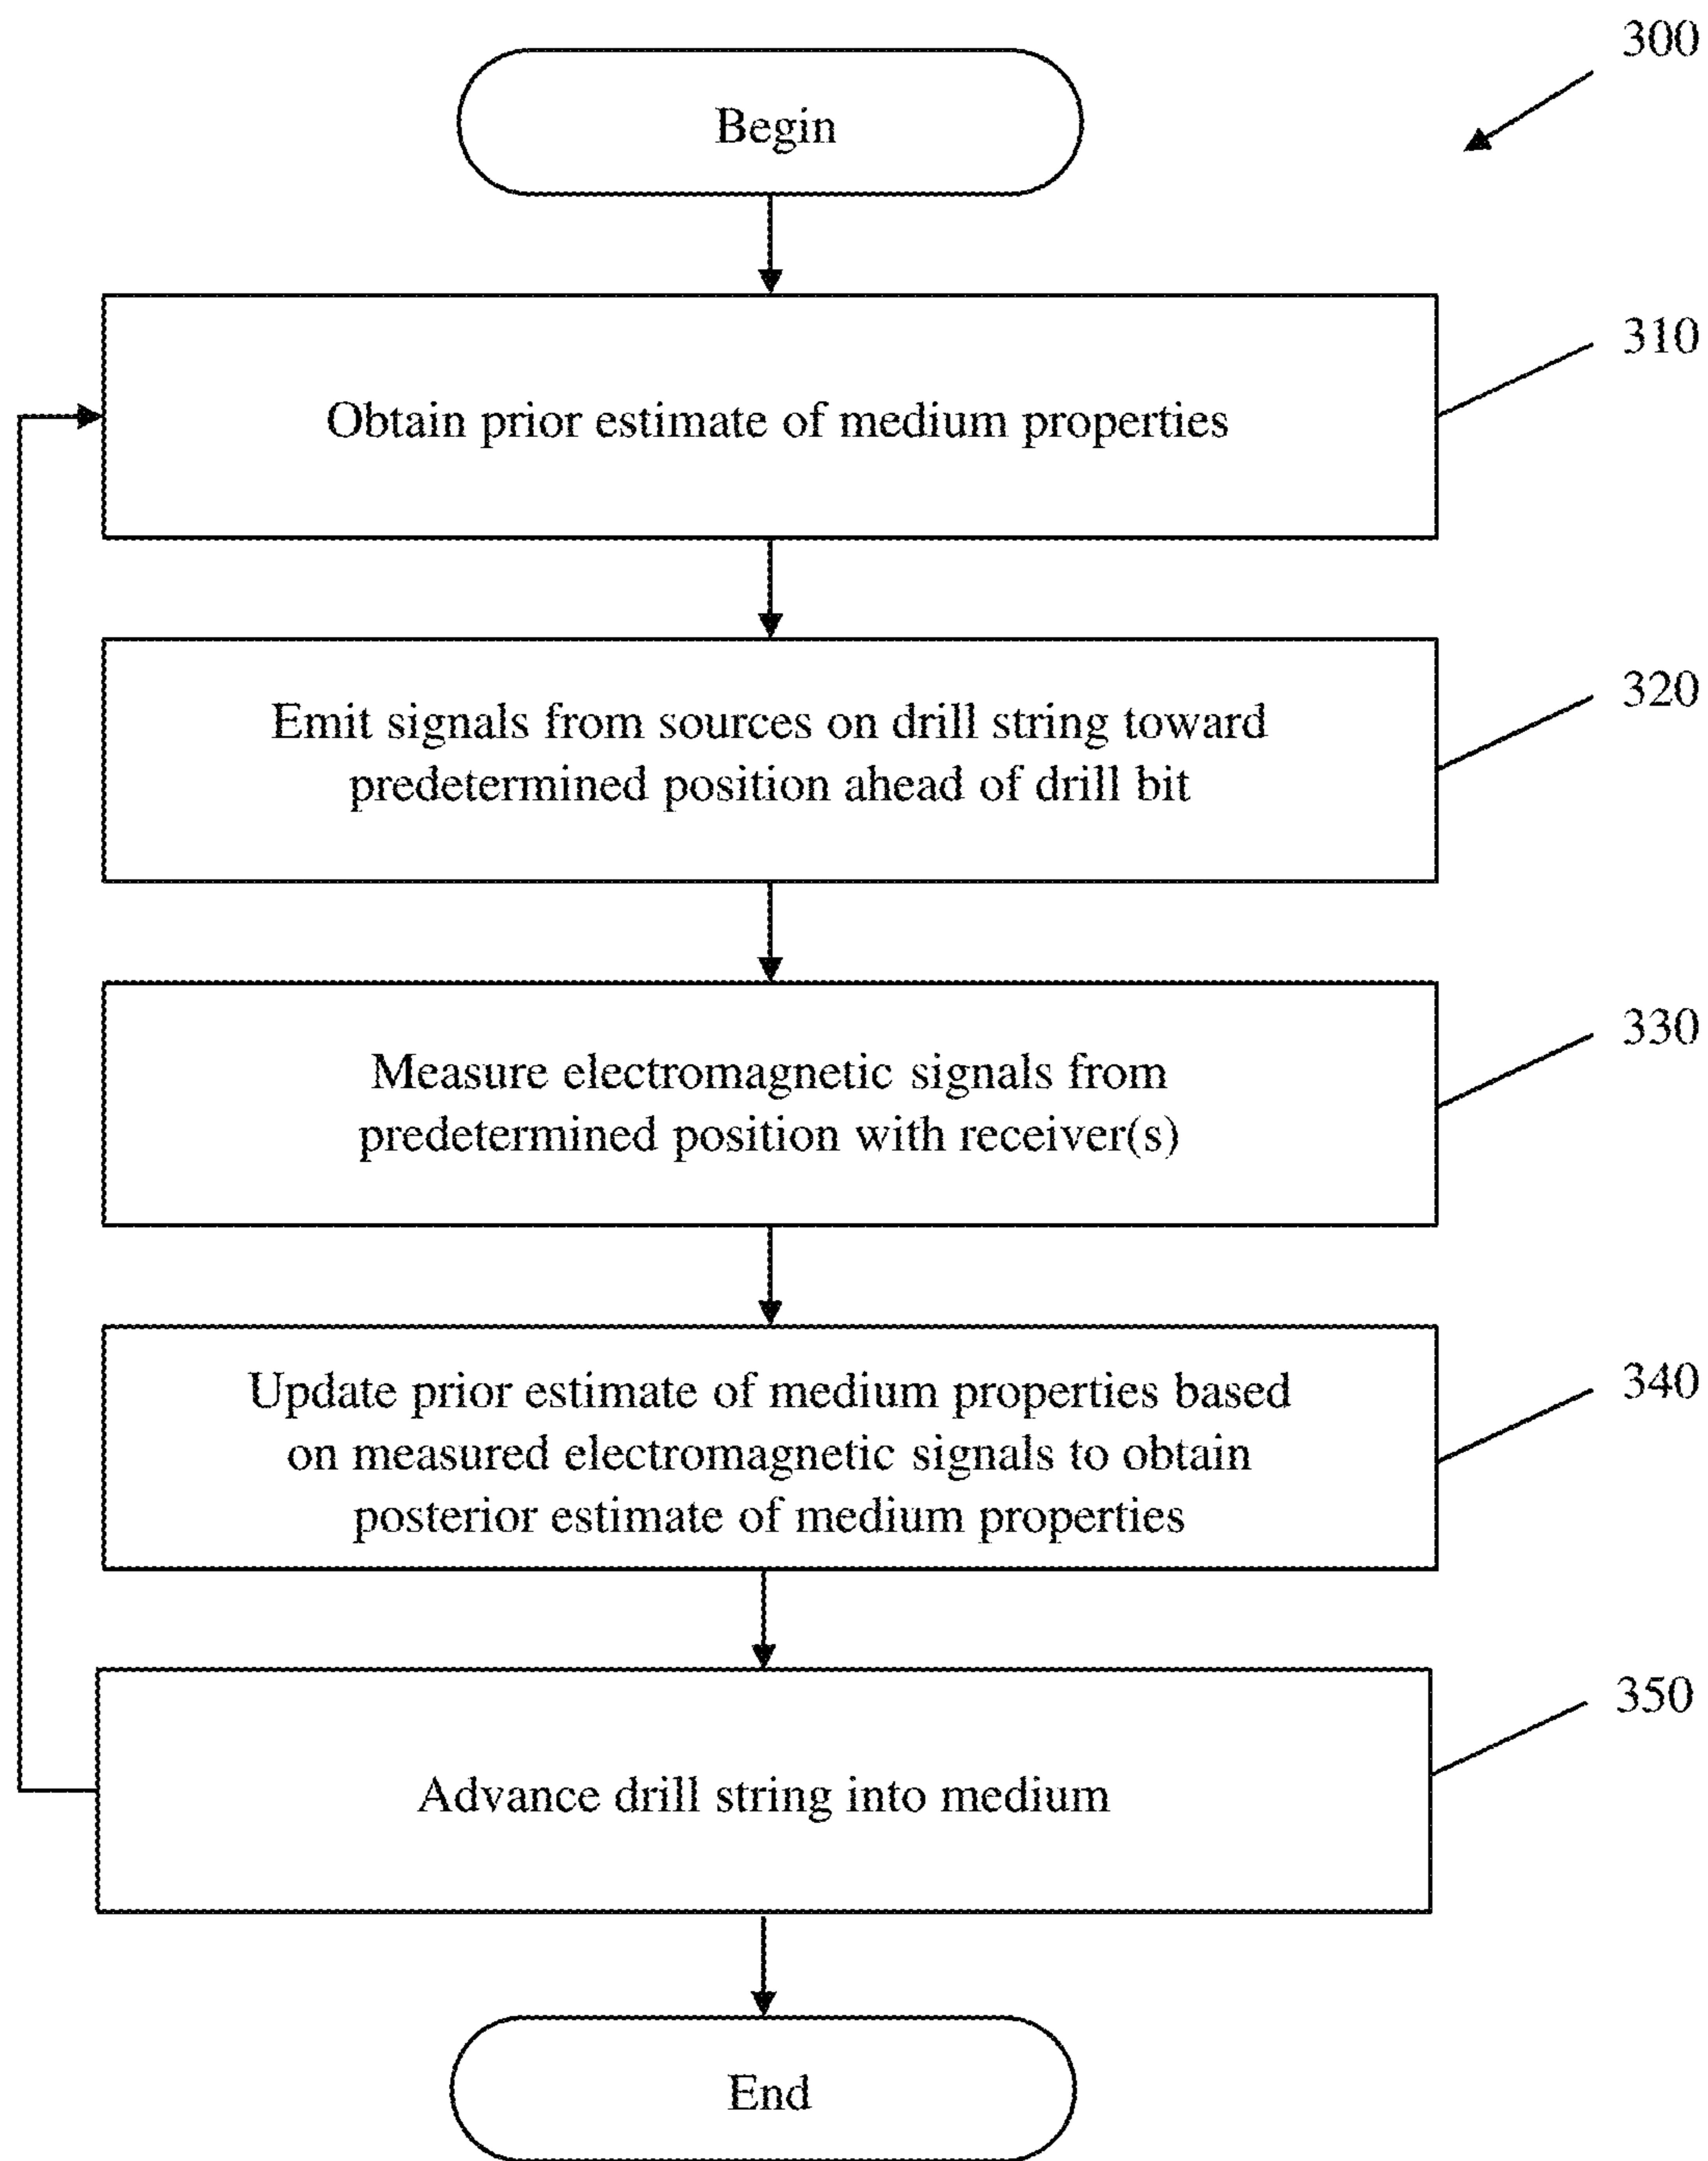 300
Begin
310
Obtain prior estimate of medium properties
320
Emit signals from sources on drill string toward
predetermined position ahead of drill bit
330
Measure electromagnetic signals from
predetermined position with receiver(s)
340
Update prior estimate of medium properties based
on measured electromagnetic signals to obtain
posterior estimate of medium properties
350
Advance drill string into medium
End